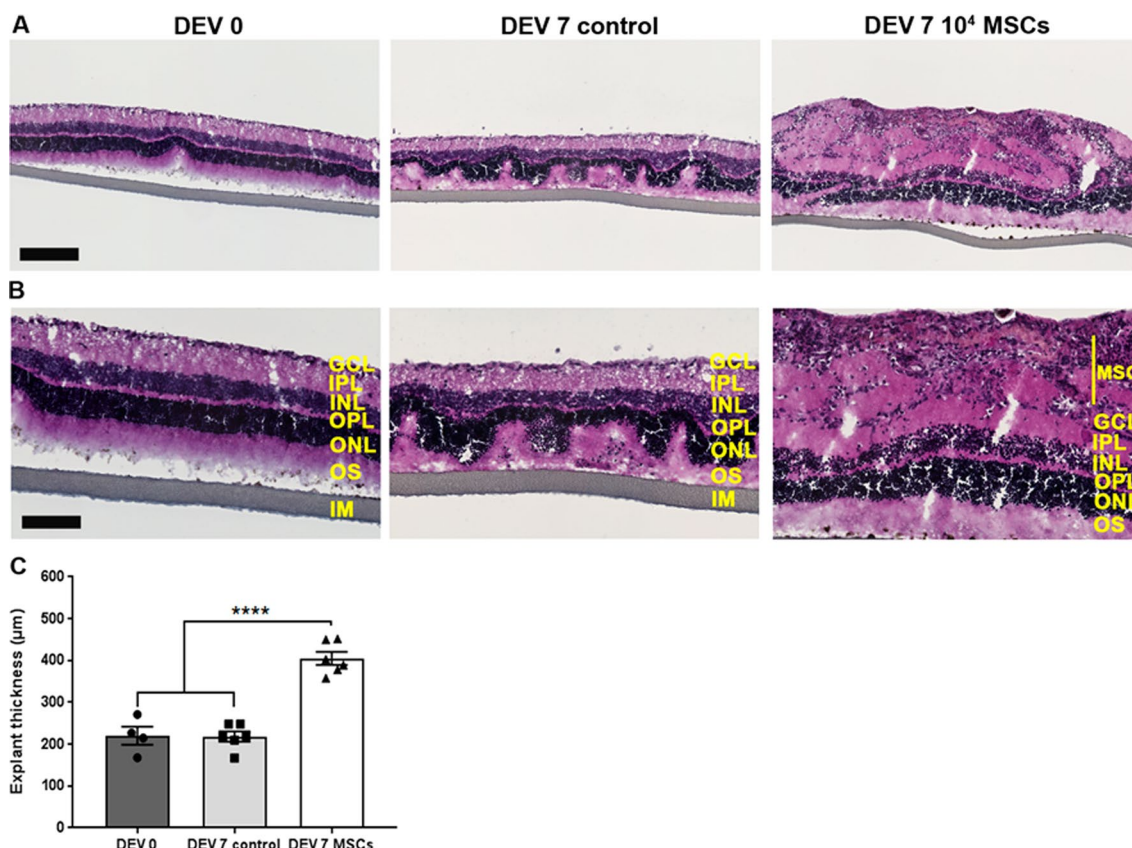 A
DEV 0
DEV 7 control
DEV 7 10⁴ MSCs
B
GCL
IPL
INL
OPL
ONL
OS
IM
GCL
IPL
INL
OPL
ONL
OS
IM
MSC
GCL
IPL
INL
OPL
ONL
OS
C
600
500
400
300
200
100
0
Explant thickness (µm)
****
DEV 0
DEV 7 control
DEV 7 MSCs